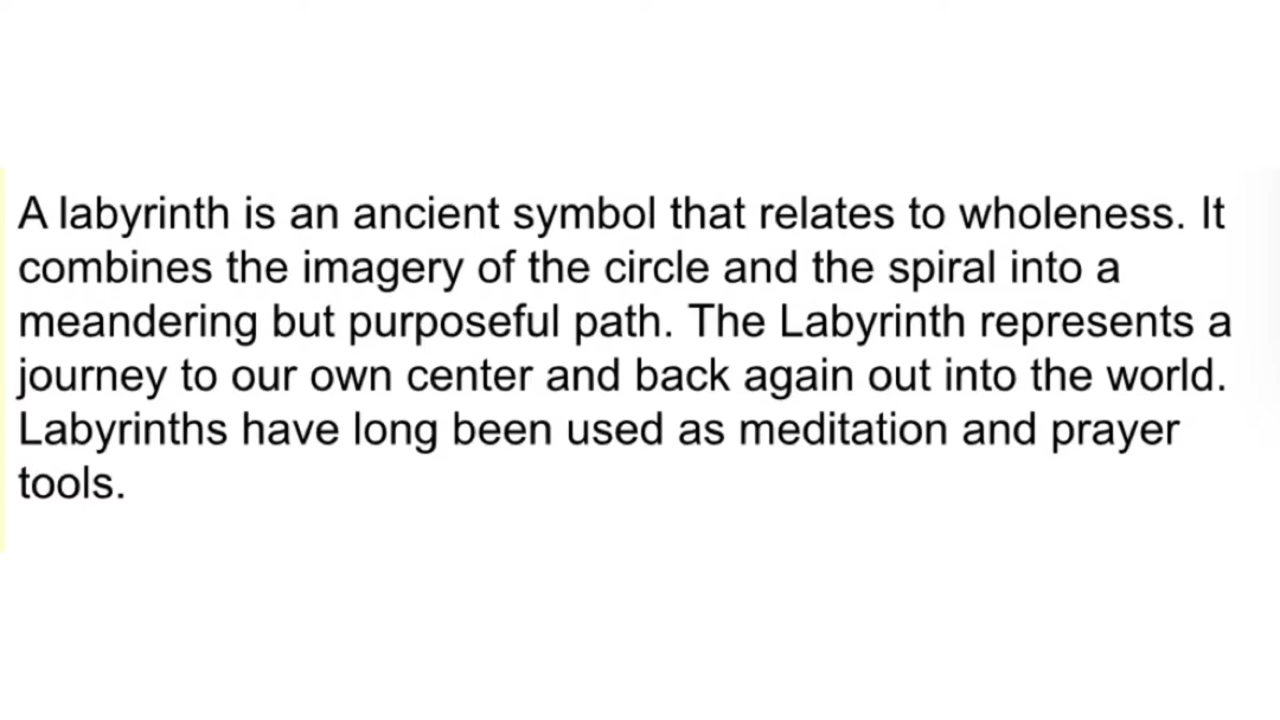 A labyrinth is an ancient symbol that relates to wholeness. It
combines the imagery of the circle and the spiral into a
meandering but purposeful path. The Labyrinth represents a
journey to our own center and back again out into the world.
Labyrinths have long been used as meditation and prayer
tools.